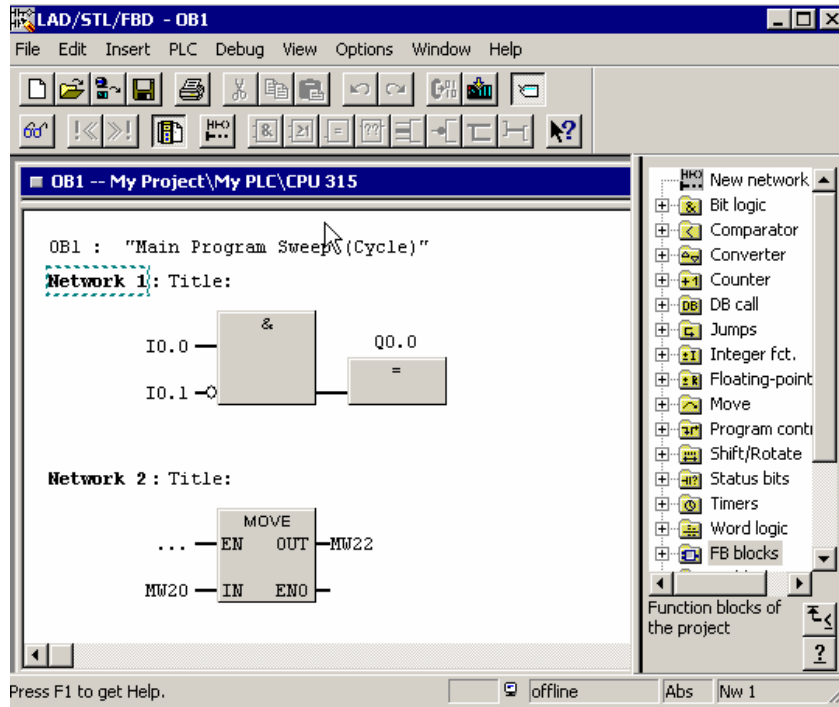 LAD/STL/FBD - OB1
File Edit Insert PLC Debug View Options Window Help
OB1 -- My Project\My PLC\CPU 315
OB1 : "Main Program Sweep (Cycle)"
Network 1 : Title:
&
I0.0
Q0.0
=
I0.1
Network 2 : Title:
MOVE
... EN OUT MW22
MW20 IN ENO
New network
Bit logic
Comparator
Converter
Counter
DB call
Jumps
Integer fct.
Floating-point
Move
Program contr
Shift/Rotate
Status bits
Timers
Word logic
FB blocks
Function blocks of
the project
Press F1 to get Help.
offline
Abs
Nw 1